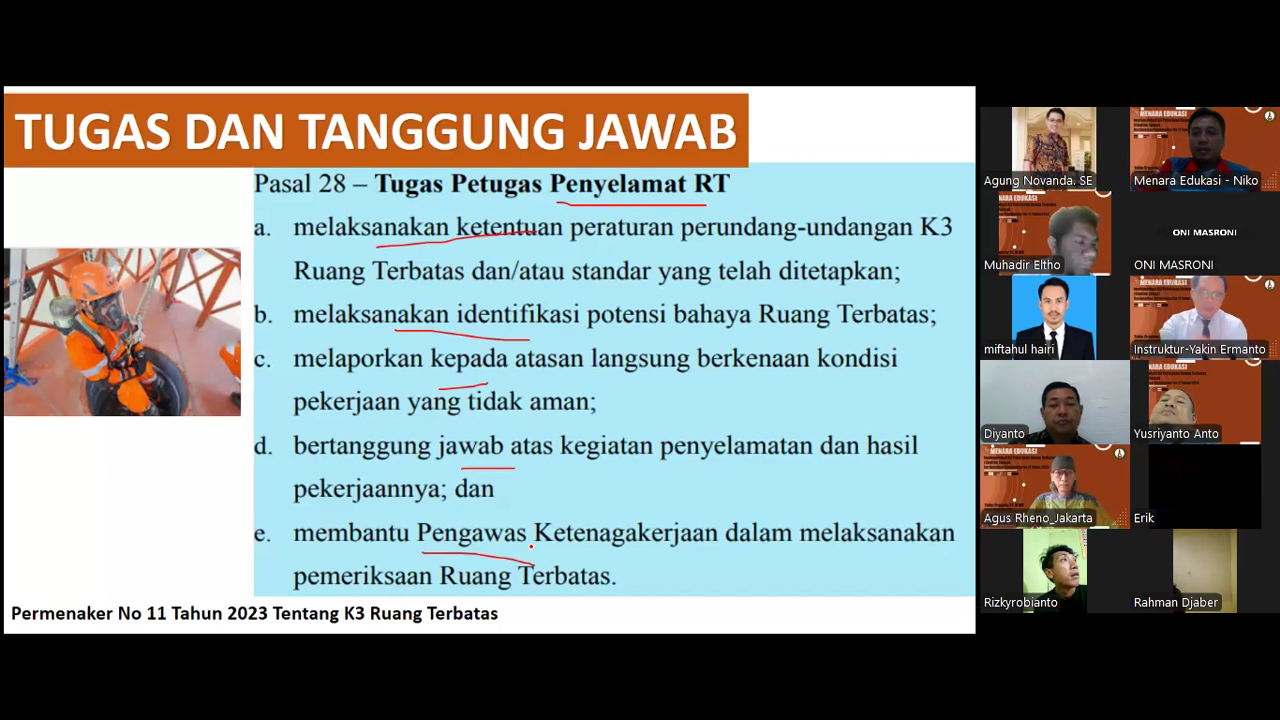 TUGAS DAN TANGGUNG JAWAB
Pasal 28 – Tugas Petugas Penyelamat RT
a. melaksanakan ketentuan peraturan perundang-undangan K3
Ruang Terbatas dan/atau standar yang telah ditetapkan;
b. melaksanakan identifikasi potensi bahaya Ruang Terbatas;
c. melaporkan kepada atasan langsung berkenaan kondisi
pekerjaan yang tidak aman;
d. bertanggung jawab atas kegiatan penyelamatan dan hasil
pekerjaannya; dan
e. membantu Pengawas Ketenagakerjaan dalam melaksanakan
pemeriksaan Ruang Terbatas.
Permenaker No 11 Tahun 2023 Tentang K3 Ruang Terbatas
Agung Novanda. SE
MENARA EDUKASI
Menara Edukasi - Niko
Muhadir Eltho
ONI MASRONI
ONI MASRONI
miftahul hairi
Instruktur-Yakin Ermanto
Diyanto
Yusriyanto Anto
MENARA EDUKASI
Agus Rheno_Jakarta
Erik
Rizkyrobianto
Rahman Djaber